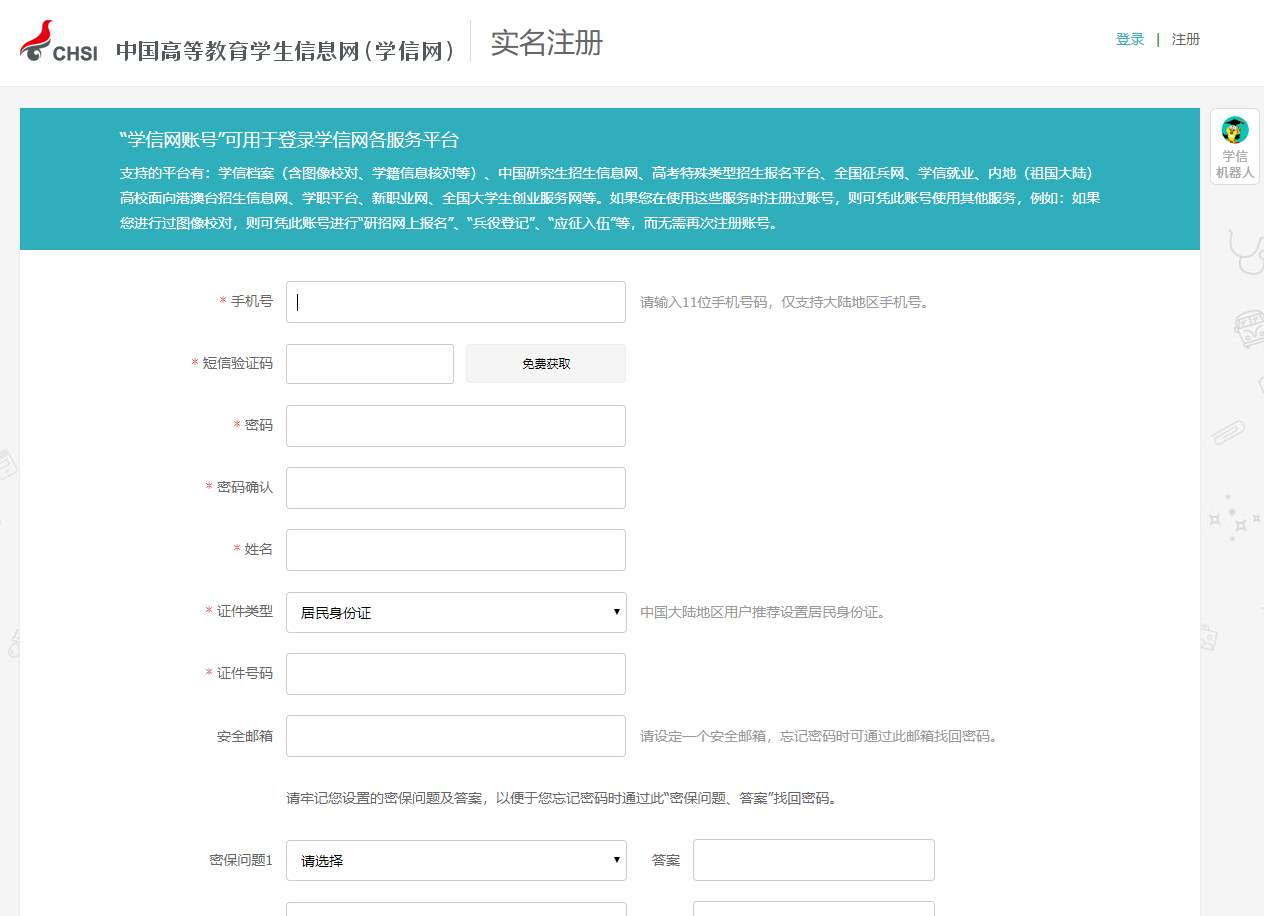 CHSI 中国高等教育学生信息网(学信网) 实名注册
登录 | 注册
“学信网账号”可用于登录学信网各服务平台
支持的平台有：学信档案（含图像校对、学籍信息核对等）、中国研究生招生信息网、高考特殊类型招生报名平台、全国征兵网、学信就业、内地（祖国大陆）
高校面向港澳台招生信息网、学职平台、新职业网、全国大学生创业服务网等。如果您在使用这些服务时注册过账号，则可凭此账号使用其他服务，例如：如果
您进行过图像校对，则可凭此账号进行“研招网上报名”、“兵役登记”、“应征入伍”等，而无需再次注册账号。
学信
机器人
* 手机号 请输入11位手机号码，仅支持大陆地区手机号。
* 短信验证码 免费获取
* 密码
* 密码确认
* 姓名
* 证件类型 居民身份证 中国大陆地区用户推荐设置居民身份证。
* 证件号码
安全邮箱 请设定一个安全邮箱，忘记密码时可通过此邮箱找回密码。
请牢记您设置的密保问题及答案，以便于您忘记密码时通过此“密保问题、答案”找回密码。
密保问题1 请选择 答案